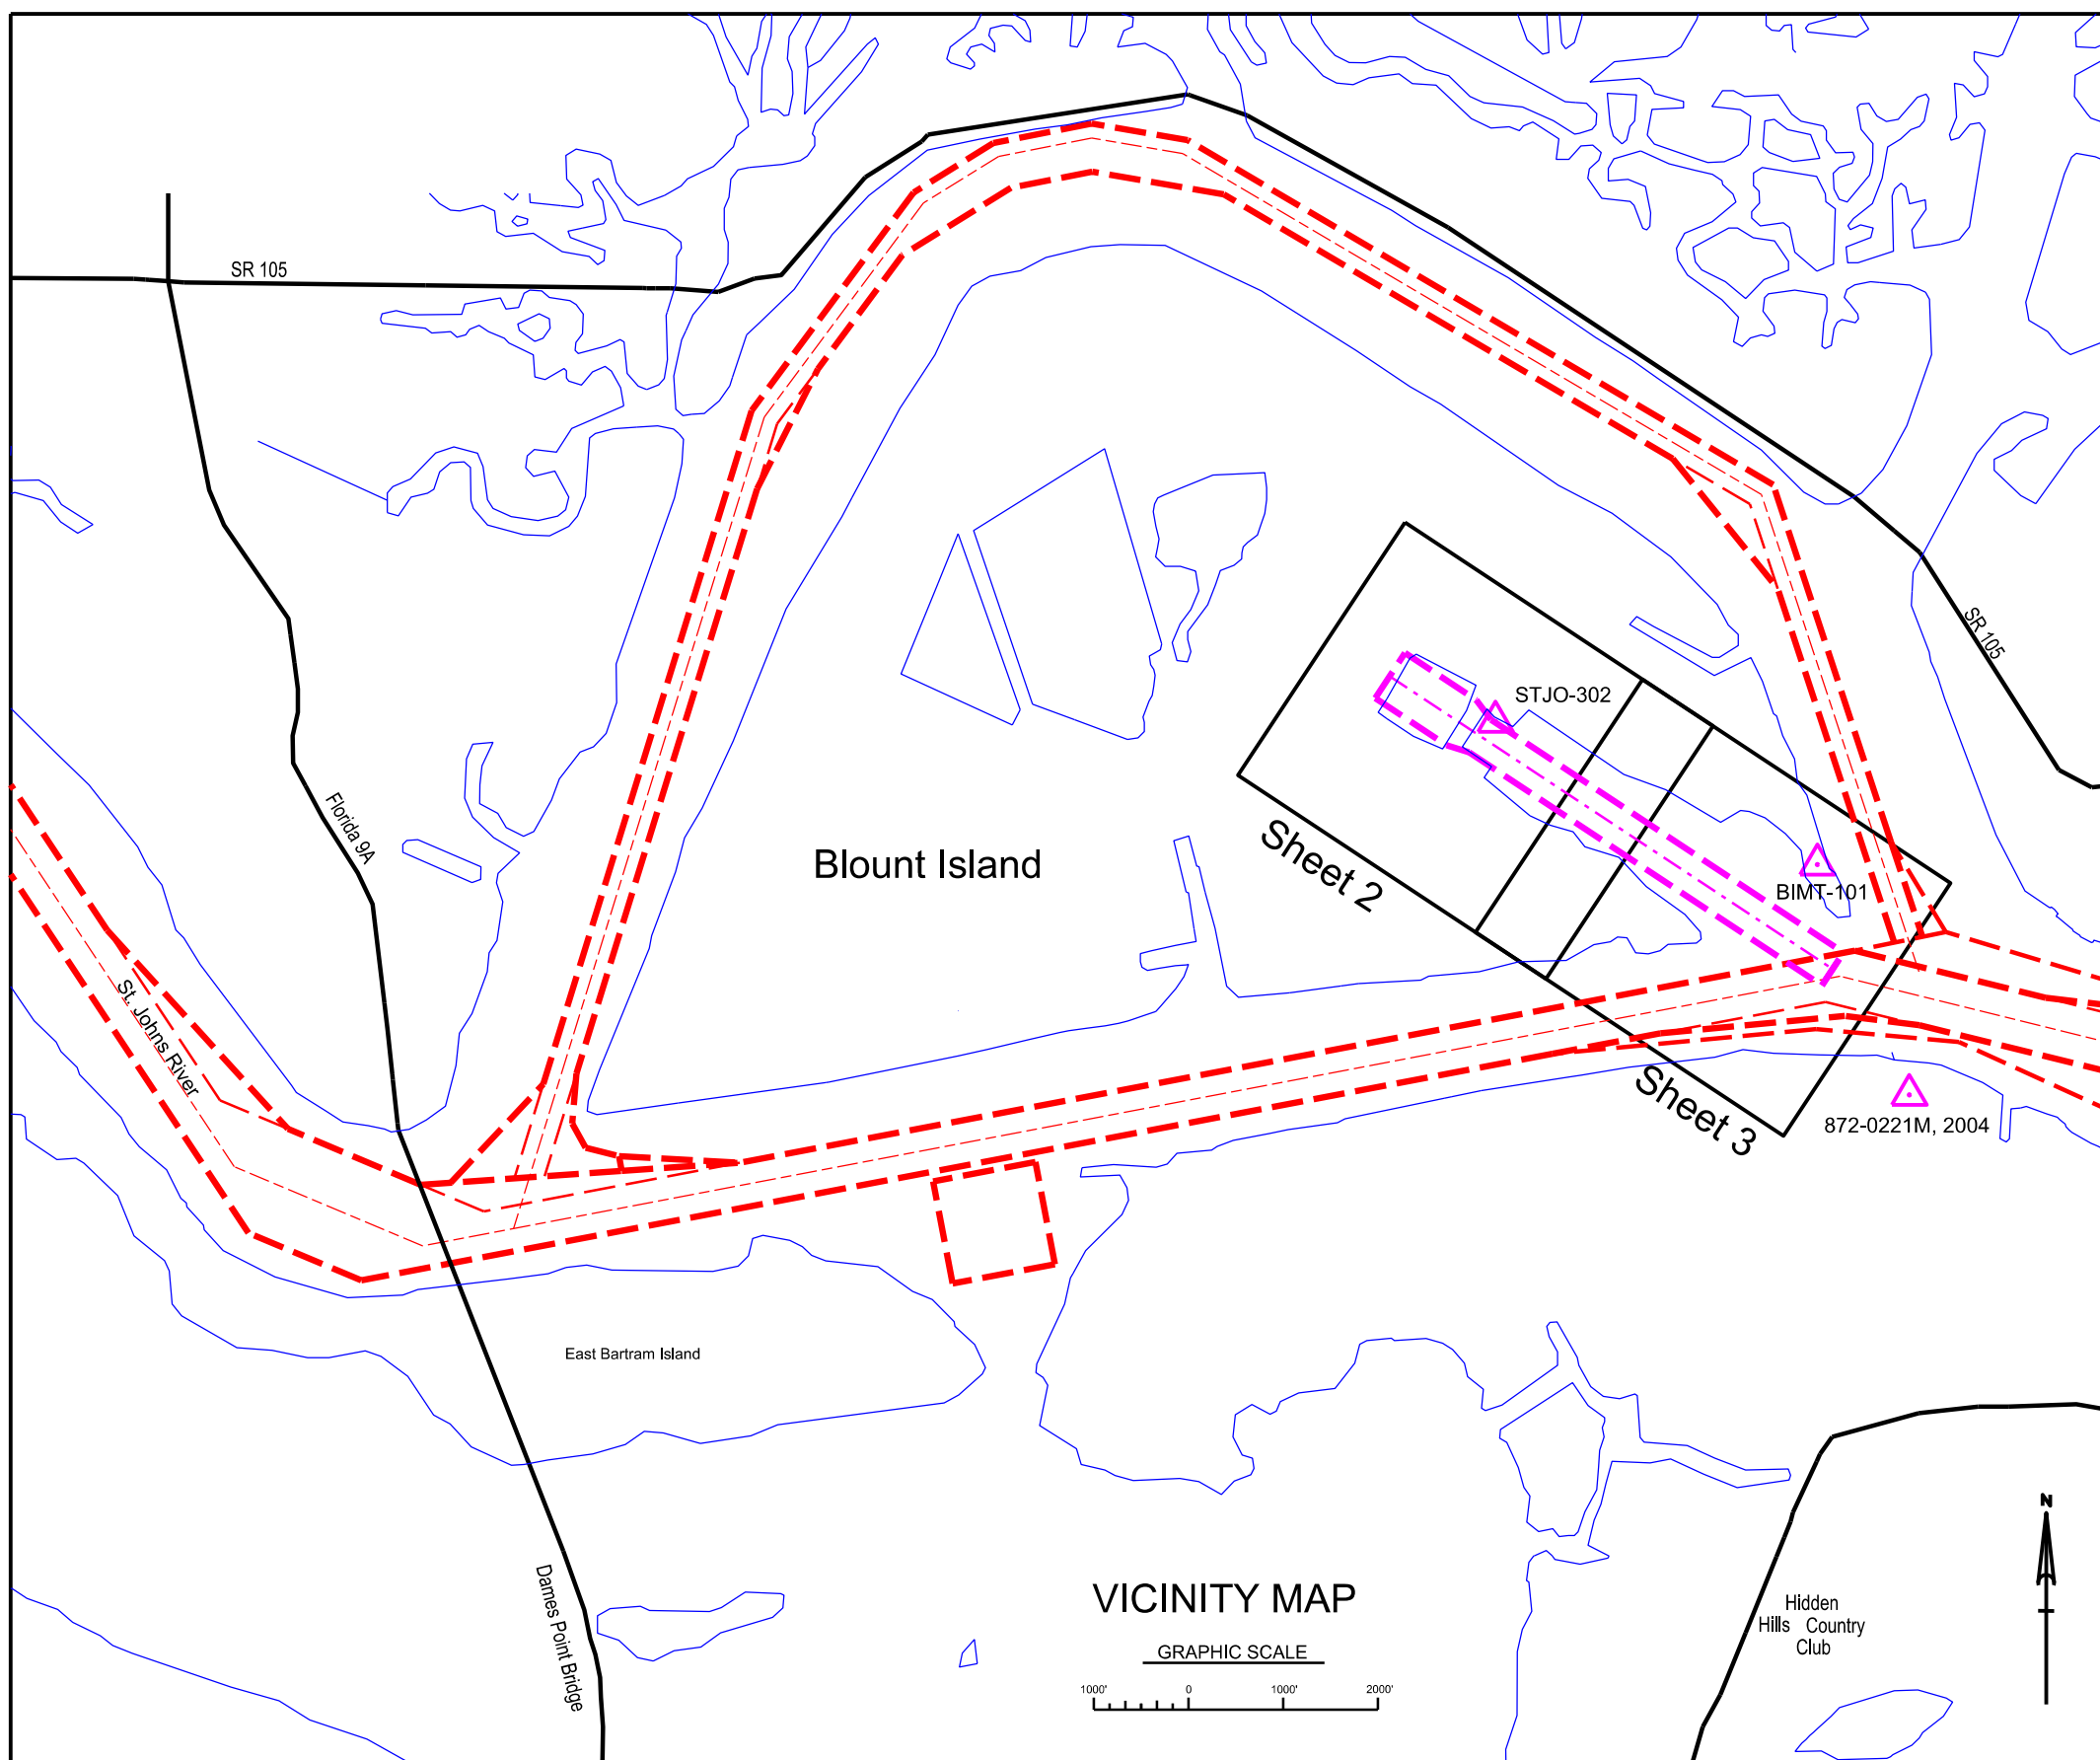 SR 105
SR 105
STJO-302
Florida 9A
Blount Island
Sheet 2
BIMT-101
St. Johns River
Sheet 3
872-0221M, 2004
East Bartram Island
N
Dames Point Bridge
VICINITY MAP
Hidden
Hills Country
Club
GRAPHIC SCALE
1000' 0 1000' 2000'